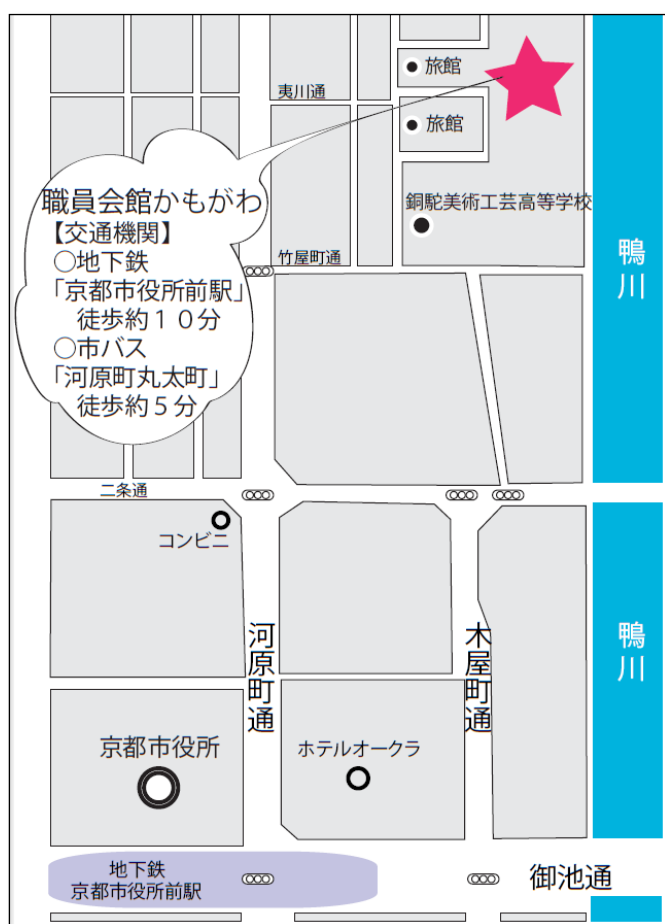 旅館
夷川通
旅館
職員会館かもがわ
【交通機関】
○地下鉄
「京都市役所前駅」
徒歩約１０分
○市バス
「河原町丸太町」
徒歩約５分
銅駝美術工芸高等学校
竹屋町通
鴨川
二条通
コンビニ
河原町通
木屋町通
鴨川
京都市役所
ホテルオークラ
地下鉄
京都市役所前駅
御池通